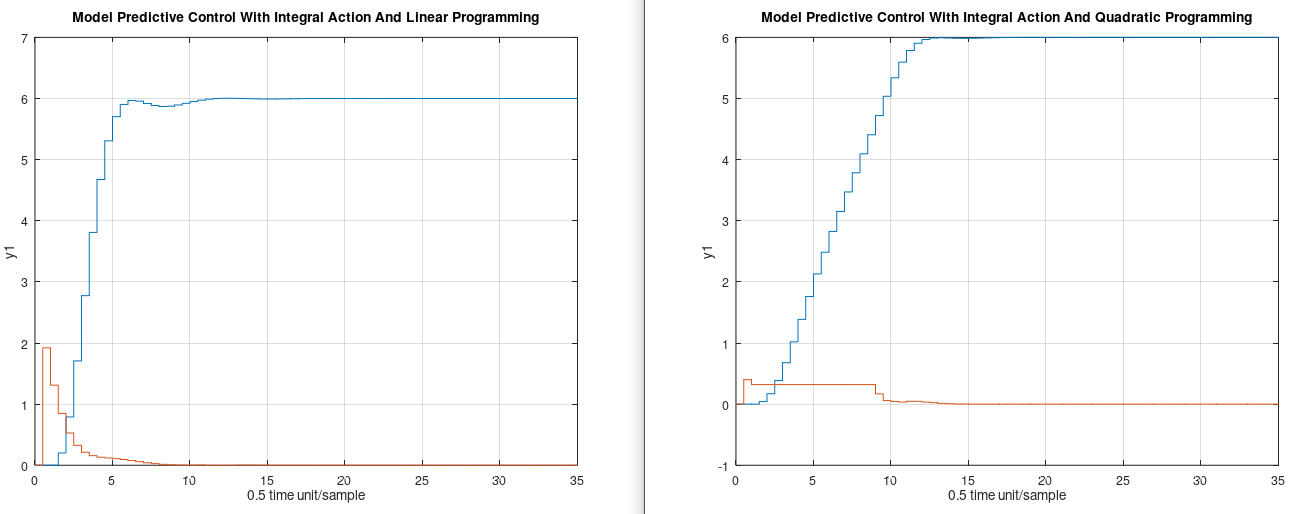 Model Predictive Control With Integral Action And Linear Programming
7
6
5
4
3
2
1
0
y1
0 5 10 15 20 25 30 35
0.5 time unit/sample
Model Predictive Control With Integral Action And Quadratic Programming
6
5
4
3
2
1
0
-1
y1
0 5 10 15 20 25 30 35
0.5 time unit/sample